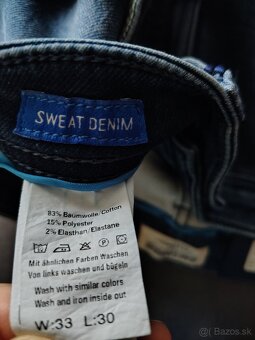 SWEAT DENIM
83% Baumwolle/Cotton
15% Polyester
2% Elasthan/Elastane
Mit ähnlichen Farben Waschen
Von links waschen und bügeln
Wash with similar colors
Wash and iron inside out
W:33 L:30
© Bazos.sk